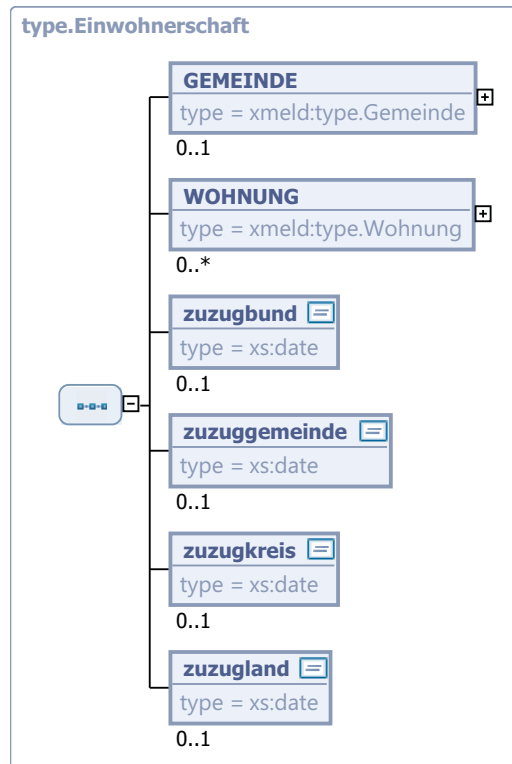 type.Einwohnerschaft
GEMEINDE
type = xmeld:type.Gemeinde
0..1
WOHNUNG
type = xmeld:type.Wohnung
0..*
zuzugbund
type = xs:date
0..1
zuzuggemeinde
type = xs:date
0..1
zuzugkreis
type = xs:date
0..1
zuzugland
type = xs:date
0..1